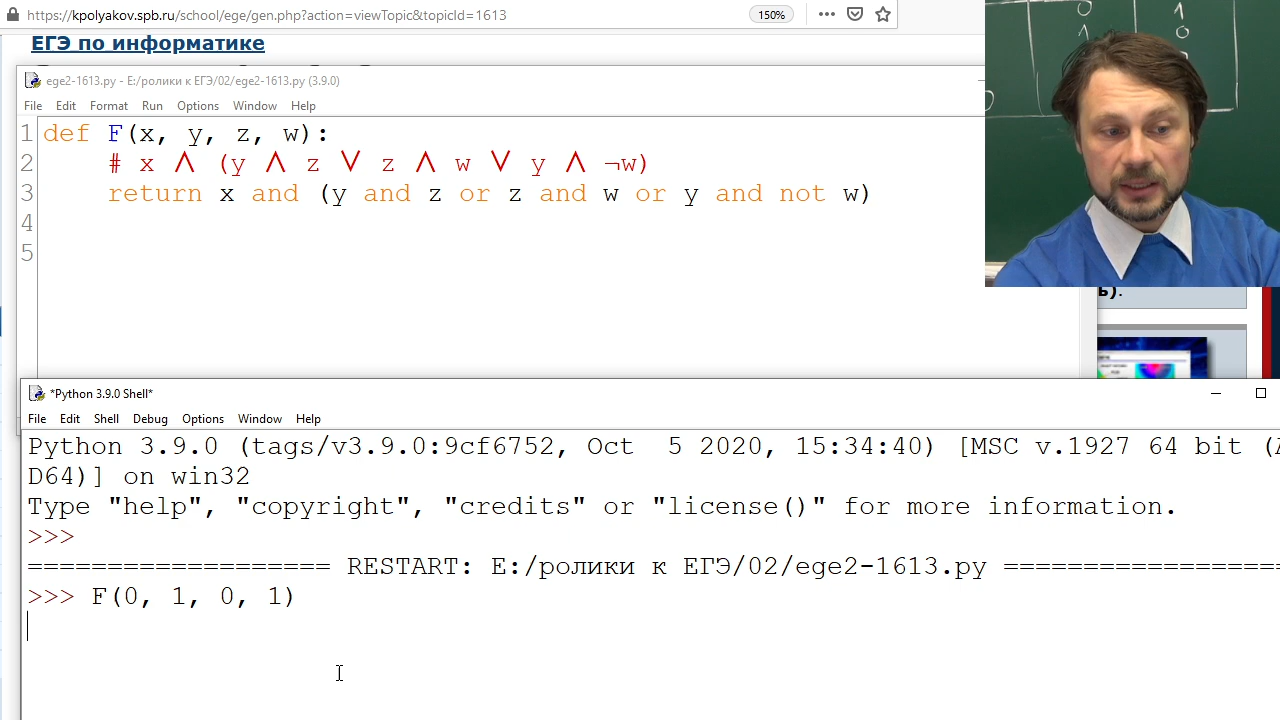 https://kpolyakov.spb.ru/school/ege/gen.php?action=viewTopic&topicId=1613
150%
ЕГЭ по информатике
0 1
0
1
ege2-1613.py - E:/ролики к ЕГЭ/02/ege2-1613.py (3.9.0)
File Edit Format Run Options Window Help
1 def F(x, y, z, w):
2 # x ∧ (y ∧ z ∨ z ∧ w ∨ y ∧ ¬w)
3 return x and (y and z or z and w or y and not w)
4
5
ь).
*Python 3.9.0 Shell*
File Edit Shell Debug Options Window Help
Python 3.9.0 (tags/v3.9.0:9cf6752, Oct  5 2020, 15:34:40) [MSC v.1927 64 bit (
D64)] on win32
Type "help", "copyright", "credits" or "license()" for more information.
>>>
=================== RESTART: E:/ролики к ЕГЭ/02/ege2-1613.py ==================
>>> F(0, 1, 0, 1)